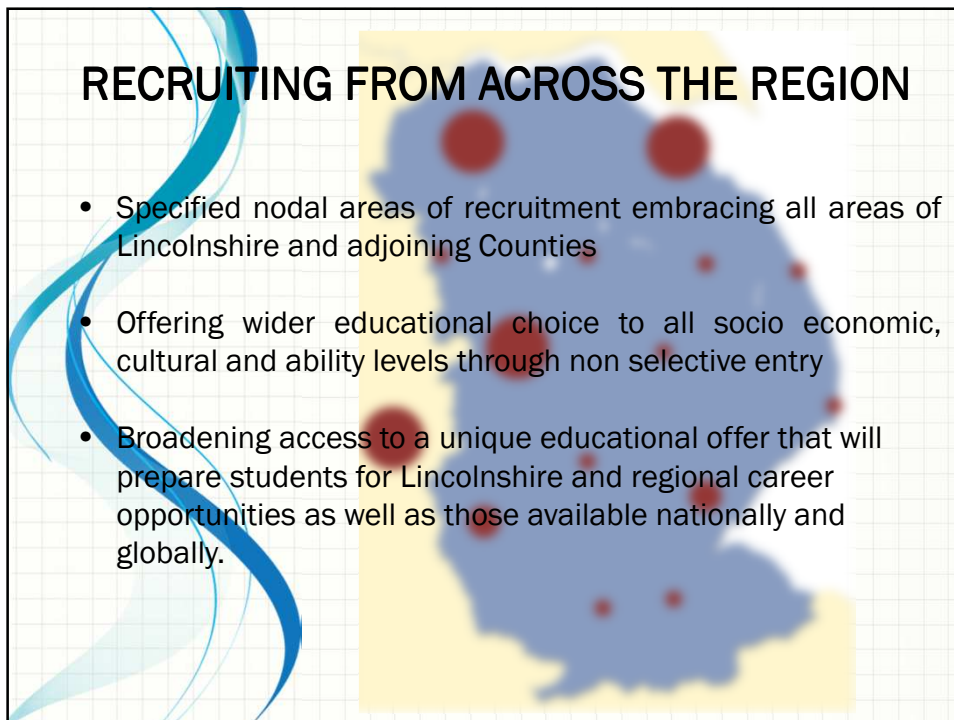 RECRUITING FROM ACROSS THE REGION
• Specified nodal areas of recruitment embracing all areas of
Lincolnshire and adjoining Counties
• Offering wider educational choice to all socio economic,
cultural and ability levels through non selective entry
• Broadening access to a unique educational offer that will
prepare students for Lincolnshire and regional career
opportunities as well as those available nationally and
globally.